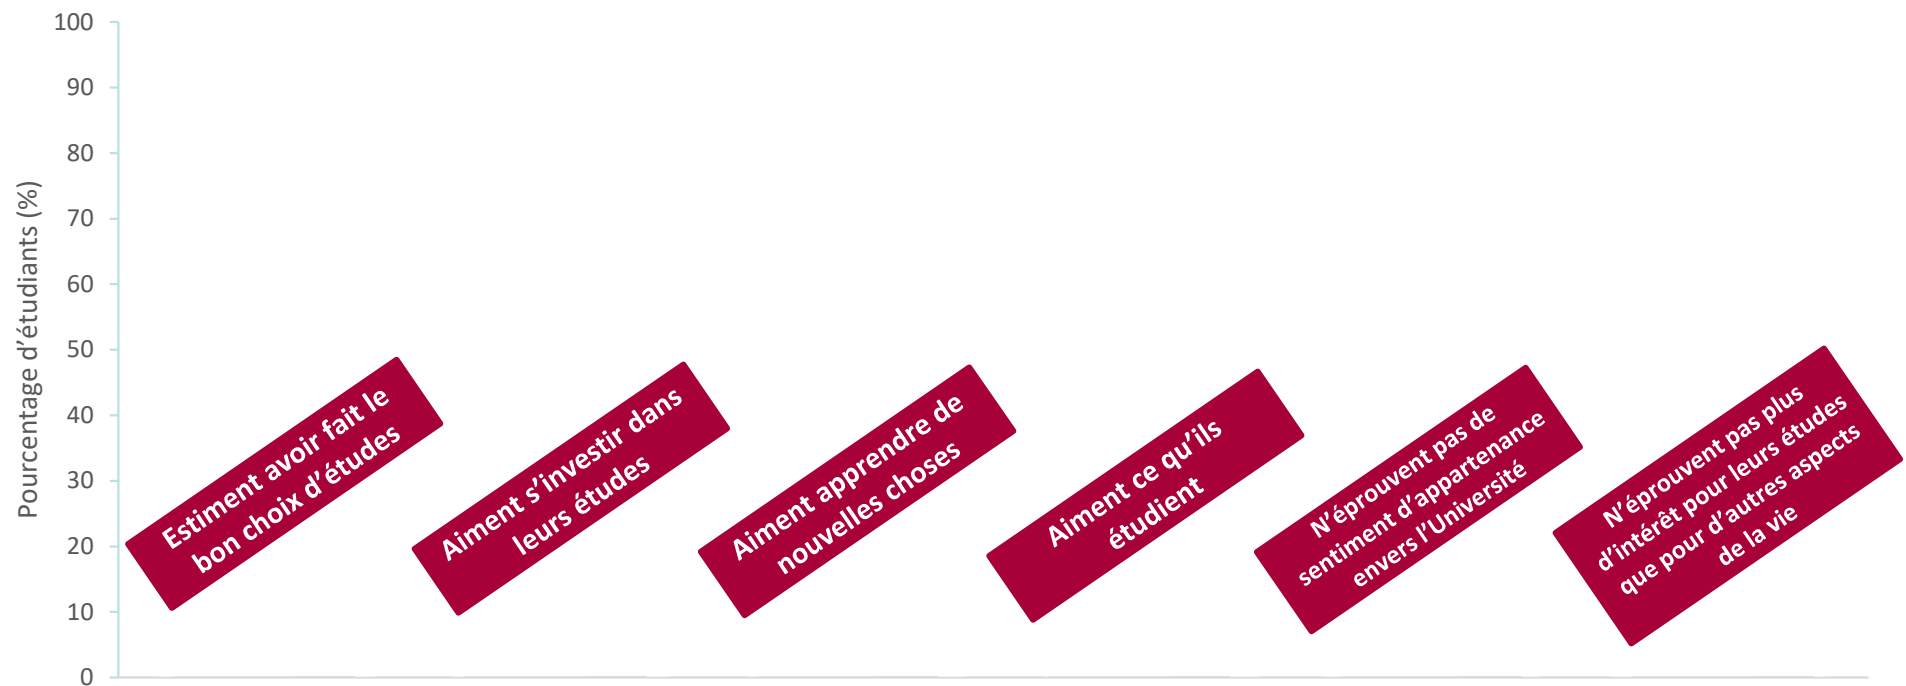 Pourcentage d'étudiants (%)
100
90
80
70
60
50
40
30
20
10
0
Estiment avoir fait le
bon choix d'études
Aiment s'investir dans
leurs études
Aiment apprendre de
nouvelles choses
Aiment ce qu'ils
étudient
N'éprouvent pas de
sentiment d'appartenance
envers l'Université
N'éprouvent pas plus
d'intérêt pour leurs études
que pour d'autres aspects
de la vie